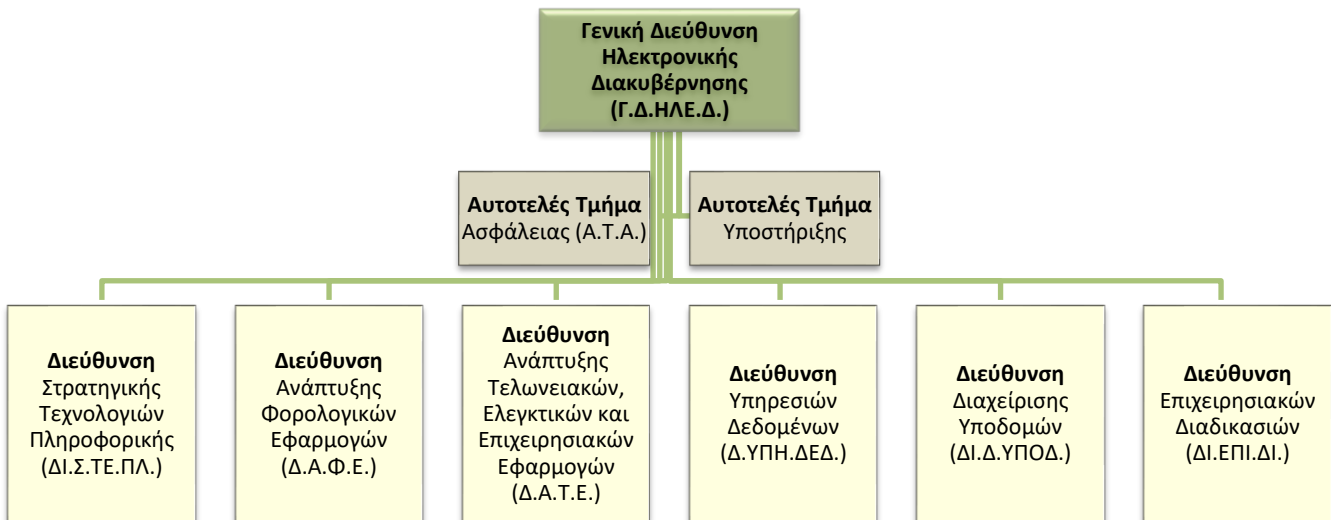 Γενική Διεύθυνση
Ηλεκτρονικής
Διακυβέρνησης
(Γ.Δ.ΗΛΕ.Δ.)
Αυτοτελές Τμήμα
Ασφάλειας (Α.Τ.Α.)
Αυτοτελές Τμήμα
Υποστήριξης
Διεύθυνση
Στρατηγικής
Τεχνολογιών
Πληροφορικής
(ΔΙ.Σ.ΤΕ.ΠΛ.)
Διεύθυνση
Ανάπτυξης
Φορολογικών
Εφαρμογών
(Δ.Α.Φ.Ε.)
Διεύθυνση
Ανάπτυξης
Τελωνειακών,
Ελεγκτικών και
Επιχειρησιακών
Εφαρμογών
(Δ.Α.Τ.Ε.)
Διεύθυνση
Υπηρεσιών
Δεδομένων
(Δ.ΥΠΗ.ΔΕΔ.)
Διεύθυνση
Διαχείρισης
Υποδομών
(ΔΙ.Δ.ΥΠΟΔ.)
Διεύθυνση
Επιχειρησιακών
Διαδικασιών
(ΔΙ.ΕΠΙ.ΔΙ.)